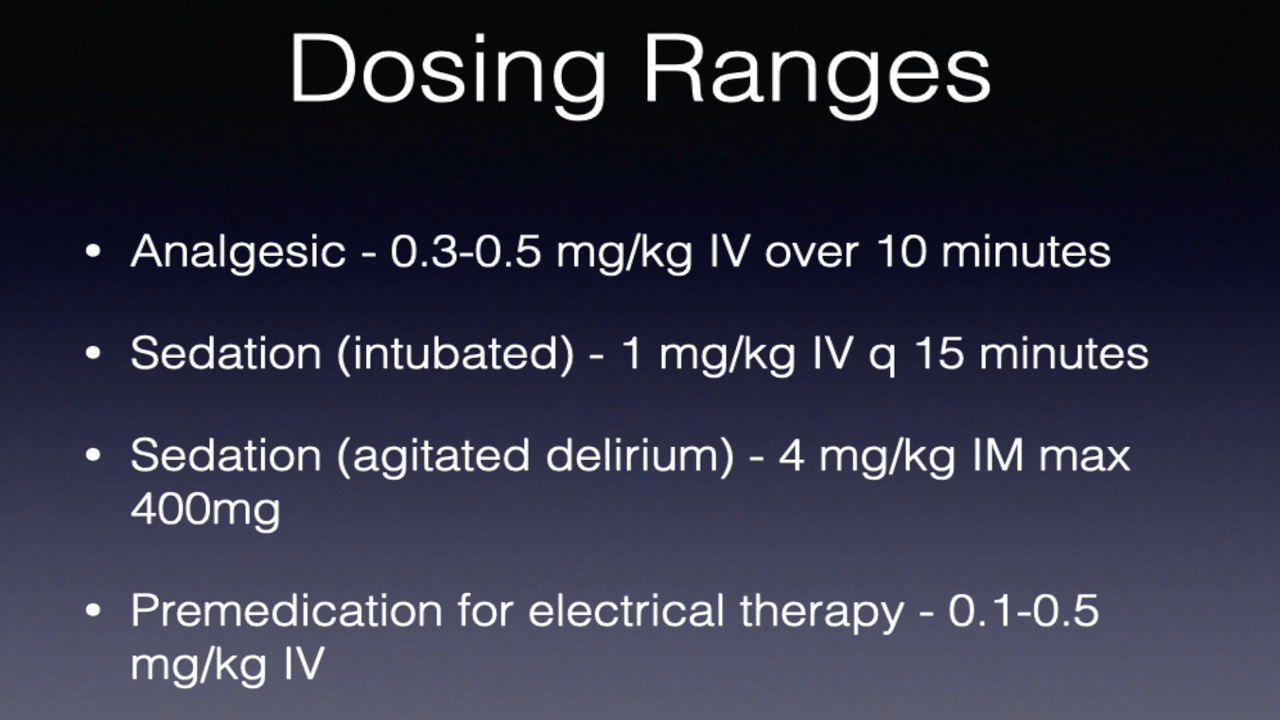 Dosing Ranges
• Analgesic - 0.3-0.5 mg/kg IV over 10 minutes
• Sedation (intubated) - 1 mg/kg IV q 15 minutes
• Sedation (agitated delirium) - 4 mg/kg IM max
400mg
• Premedication for electrical therapy - 0.1-0.5
mg/kg IV